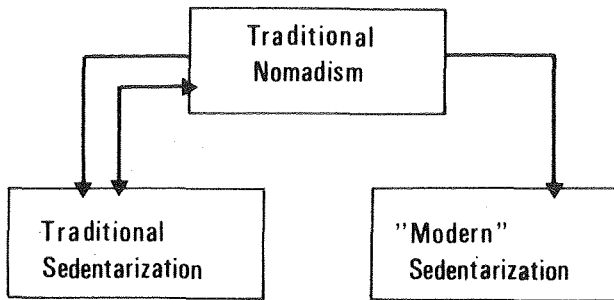 Traditional
Nomadism
Traditional
Sedentarization
"Modern"
Sedentarization